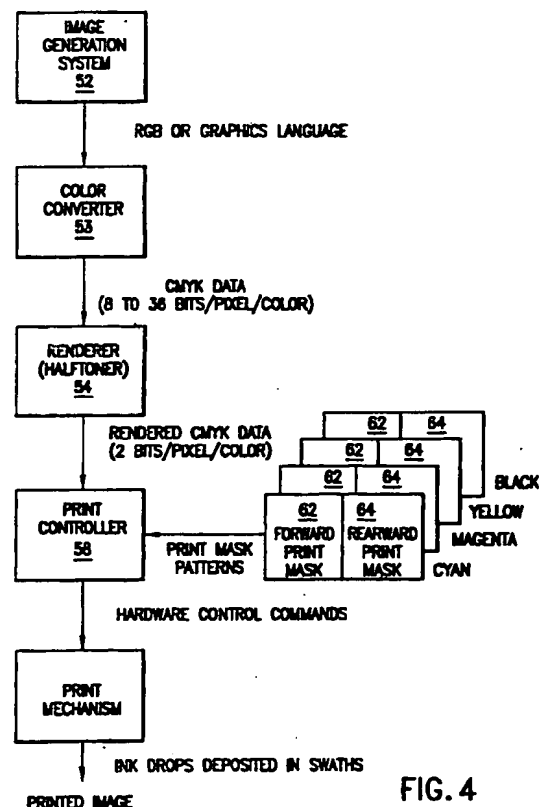 IMAGE
GENERATION
SYSTEM
52
RGB OR GRAPHICS LANGUAGE
COLOR
CONVERTER
53
CMYK DATA
(8 TO 36 BITS/PIXEL/COLOR)
RENDERER
(HALFTONER)
54
RENDERED CMYK DATA
(2 BITS/PIXEL/COLOR)
62 64
62 64
62 64
62 64
BLACK
YELLOW
MAGENTA
CYAN
FORWARD
PRINT
MASK
REARWARD
PRINT
MASK
PRINT MASK
PATTERNS
PRINT
CONTROLLER
58
HARDWARE CONTROL COMMANDS
PRINT
MECHANISM
INK DROPS DEPOSITED IN SWATHS
PRINTED IMAGE
FIG. 4